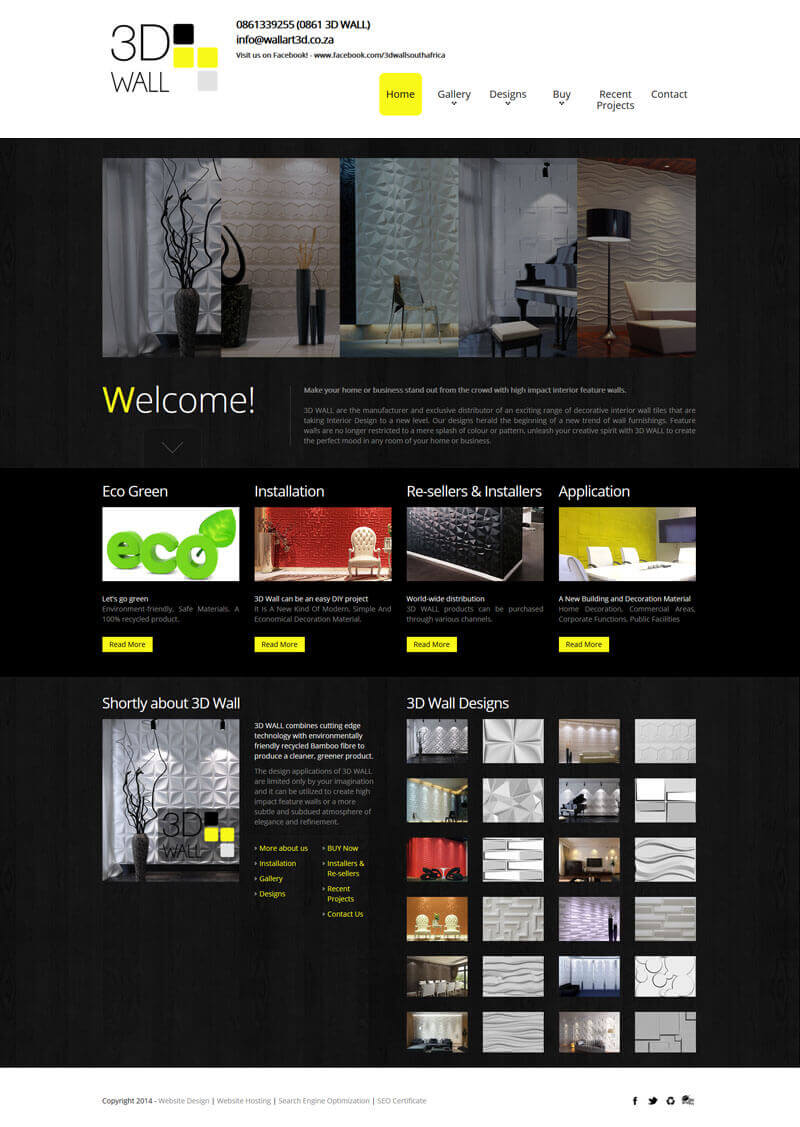 3D
WALL
0861339255 (0861 3D WALL)
info@wallart3d.co.za
Visit us on Facebook! - www.facebook.com/3dwallsouthafrica
Home
Gallery
Designs
Buy
Recent
Projects
Contact
Welcome!
Make your home or business stand out from the crowd with high impact interior feature walls.
3D WALL are the manufacturer and exclusive distributor of an exciting range of decorative interior wall tiles that are
taking Interior Design to a new level. Our designs herald the beginning of a new trend of wall furnishings. Feature
walls are no longer restricted to a mere splash of colour or pattern, unleash your creative spirit with 3D WALL to create
the perfect mood in any room of your home or business.
Eco Green
eco
Let's go green
Environment-friendly, Safe Materials. A
100% recycled product.
Read More
Installation
3D Wall can be an easy DIY project
It Is A New Kind Of Modern, Simple And
Economical Decoration Material.
Read More
Re-sellers & Installers
World-wide distribution
3D WALL products can be purchased
through various channels.
Read More
Application
A New Building and Decoration Material
Home Decoration, Commercial Areas,
Corporate Functions, Public Facilities
Read More
Shortly about 3D Wall
3D
WALL
3D WALL combines cutting edge
technology with environmentally
friendly recycled Bamboo fibre to
produce a cleaner, greener product.
The design applications of 3D WALL
are limited only by your imagination
and it can be utilized to create high
impact feature walls or a more
subtle and subdued atmosphere of
elegance and refinement.
More about us
Installation
Gallery
Designs
BUY Now
Installers &
Re-sellers
Recent
Projects
Contact Us
3D Wall Designs
Copyright 2014 - Website Design | Website Hosting | Search Engine Optimization | SEO Certificate